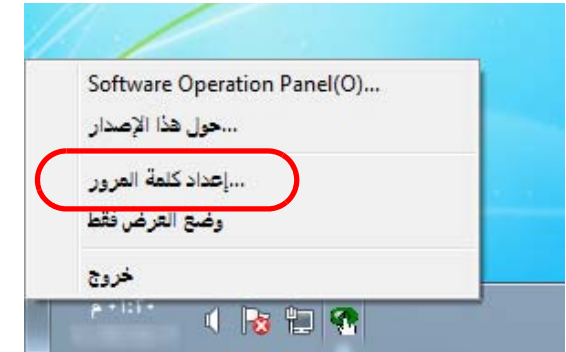 Software Operation Panel(O)...
حول هذا الإصدار...
إعداد كلمة المرور...
وضع العرض فقط
خروج